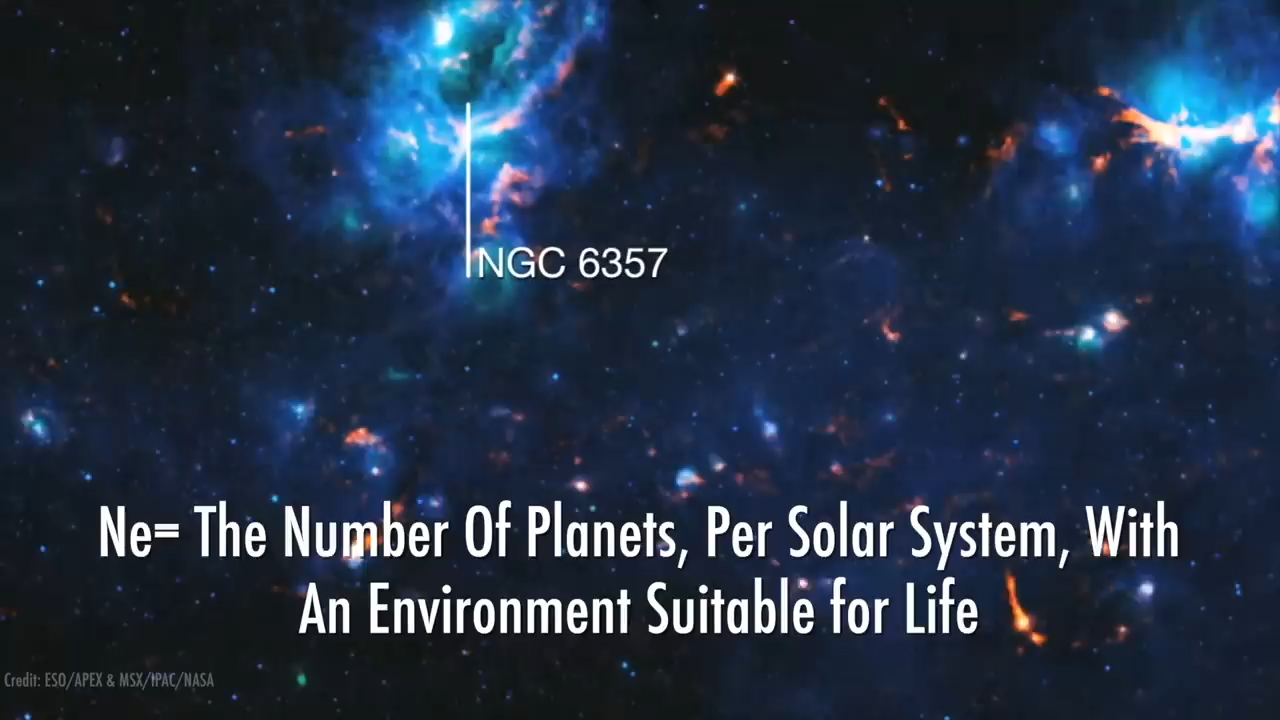 NGC 6357
Ne= The Number Of Planets, Per Solar System, With
An Environment Suitable for Life
Credit: ESO/APEX & MSX/IPAC/NASA